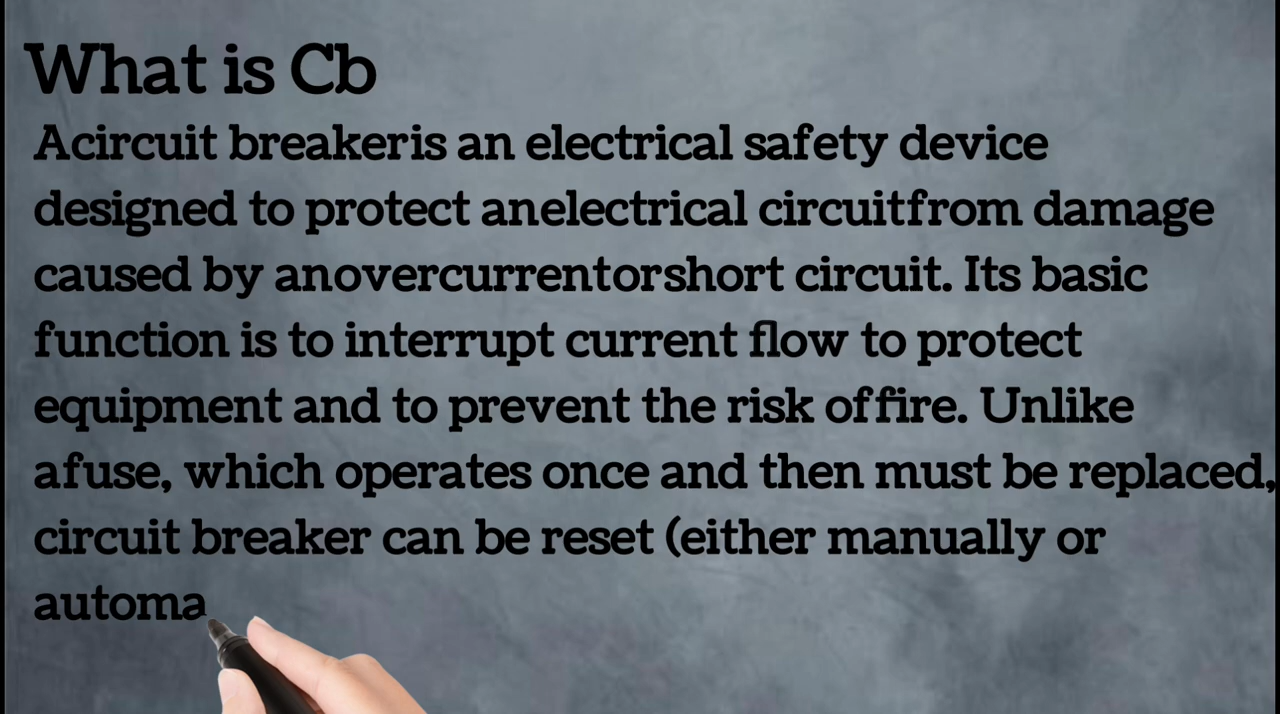 What is Cb
Acircuit breakeris an electrical safety device
designed to protect anelectrical circuitfrom damage
caused by anovercurrentorshort circuit. Its basic
function is to interrupt current flow to protect
equipment and to prevent the risk offire. Unlike
afuse, which operates once and then must be replaced,
circuit breaker can be reset (either manually or
automa